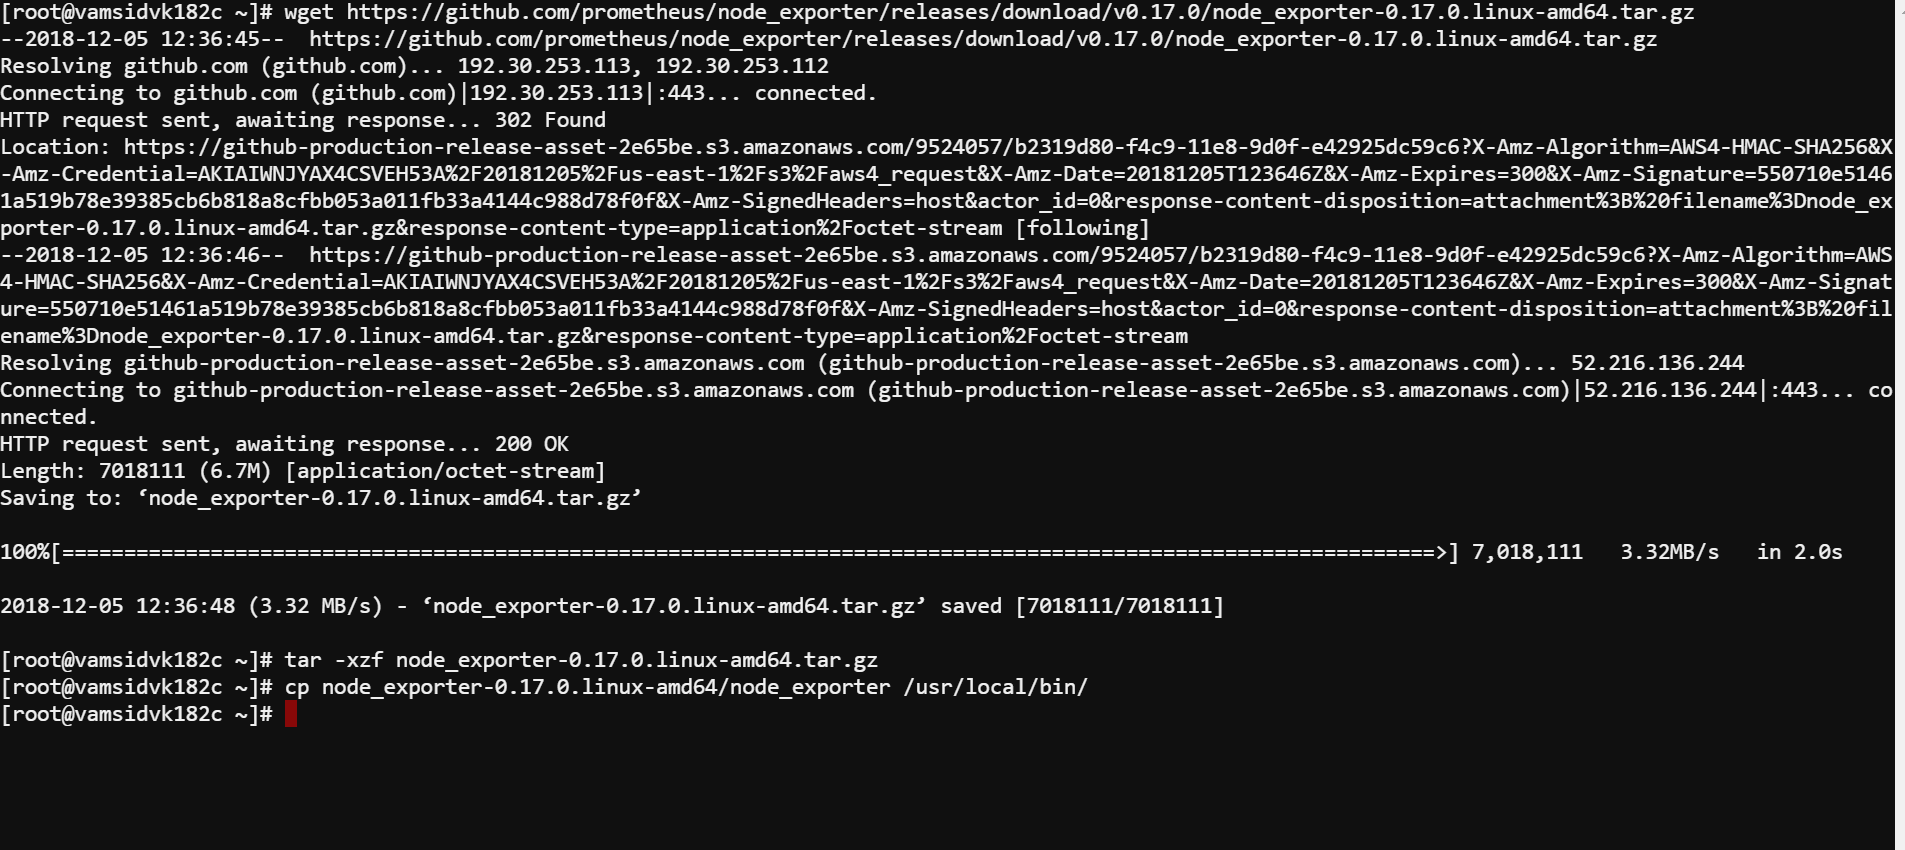 [root@vamsidvk182c ~]# wget https://github.com/prometheus/node_exporter/releases/download/v0.17.0/node_exporter-0.17.0.linux-amd64.tar.gz
--2018-12-05 12:36:45--  https://github.com/prometheus/node_exporter/releases/download/v0.17.0/node_exporter-0.17.0.linux-amd64.tar.gz
Resolving github.com (github.com)... 192.30.253.113, 192.30.253.112
Connecting to github.com (github.com)|192.30.253.113|:443... connected.
HTTP request sent, awaiting response... 302 Found
Location: https://github-production-release-asset-2e65be.s3.amazonaws.com/9524057/b2319d80-f4c9-11e8-9d0f-e42925dc59c6?X-Amz-Algorithm=AWS4-HMAC-SHA256&X
-Amz-Credential=AKIAIWNJYAX4CSVEH53A%2F20181205%2Fus-east-1%2Fs3%2Faws4_request&X-Amz-Date=20181205T123646Z&X-Amz-Expires=300&X-Amz-Signature=550710e5146
1a519b78e39385cb6b818a8cfbb053a011fb33a4144c988d78f0f&X-Amz-SignedHeaders=host&actor_id=0&response-content-disposition=attachment%3B%20filename%3Dnode_ex
porter-0.17.0.linux-amd64.tar.gz&response-content-type=application%2Foctet-stream [following]
--2018-12-05 12:36:46--  https://github-production-release-asset-2e65be.s3.amazonaws.com/9524057/b2319d80-f4c9-11e8-9d0f-e42925dc59c6?X-Amz-Algorithm=AWS
4-HMAC-SHA256&X-Amz-Credential=AKIAIWNJYAX4CSVEH53A%2F20181205%2Fus-east-1%2Fs3%2Faws4_request&X-Amz-Date=20181205T123646Z&X-Amz-Expires=300&X-Amz-Signat
ure=550710e51461a519b78e39385cb6b818a8cfbb053a011fb33a4144c988d78f0f&X-Amz-SignedHeaders=host&actor_id=0&response-content-disposition=attachment%3B%20fil
ename%3Dnode_exporter-0.17.0.linux-amd64.tar.gz&response-content-type=application%2Foctet-stream
Resolving github-production-release-asset-2e65be.s3.amazonaws.com (github-production-release-asset-2e65be.s3.amazonaws.com)... 52.216.136.244
Connecting to github-production-release-asset-2e65be.s3.amazonaws.com (github-production-release-asset-2e65be.s3.amazonaws.com)|52.216.136.244|:443... co
nnected.
HTTP request sent, awaiting response... 200 OK
Length: 7018111 (6.7M) [application/octet-stream]
Saving to: ‘node_exporter-0.17.0.linux-amd64.tar.gz’
100%[===============================================================================================================>] 7,018,111   3.32MB/s   in 2.0s
2018-12-05 12:36:48 (3.32 MB/s) - ‘node_exporter-0.17.0.linux-amd64.tar.gz’ saved [7018111/7018111]
[root@vamsidvk182c ~]# tar -xzf node_exporter-0.17.0.linux-amd64.tar.gz
[root@vamsidvk182c ~]# cp node_exporter-0.17.0.linux-amd64/node_exporter /usr/local/bin/
[root@vamsidvk182c ~]#